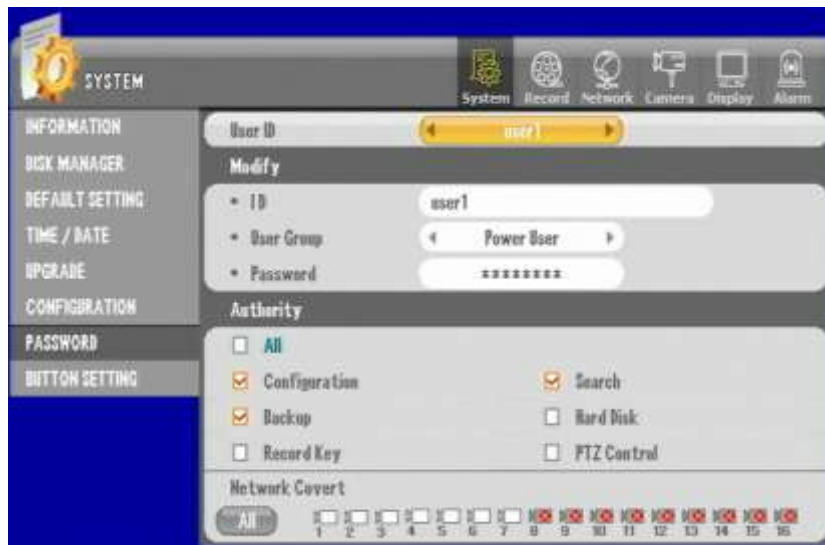 SYSTEM
System Record Network Camera Display Alarm
INFORMATION
DISK MANAGER
DEFAULT SETTING
TIME / DATE
UPGRADE
CONFIGURATION
PASSWORD
BUTTON SETTING
User ID user1
Modify
• ID user1
• User Group Power User
• Password ********
Authority
All
Configuration Search
Backup Hard Disk
Record Key PTZ Control
Network Covert
All 1 2 3 4 5 6 7 8 9 10 11 12 13 14 15 16